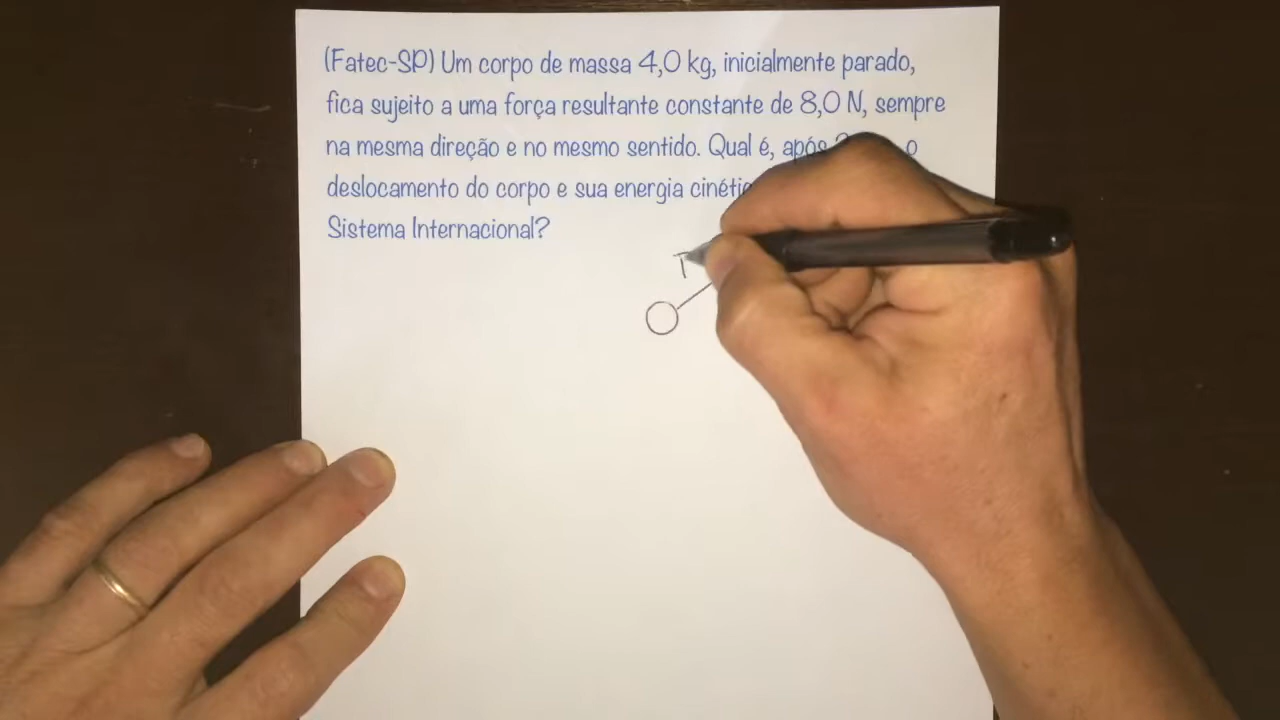 (Fatec-SP) Um corpo de massa 4,0 kg, inicialmente parado,
fica sujeito a uma força resultante constante de 8,0 N, sempre
na mesma direção e no mesmo sentido. Qual é, após o
deslocamento do corpo e sua energia
Sistema Internacional?